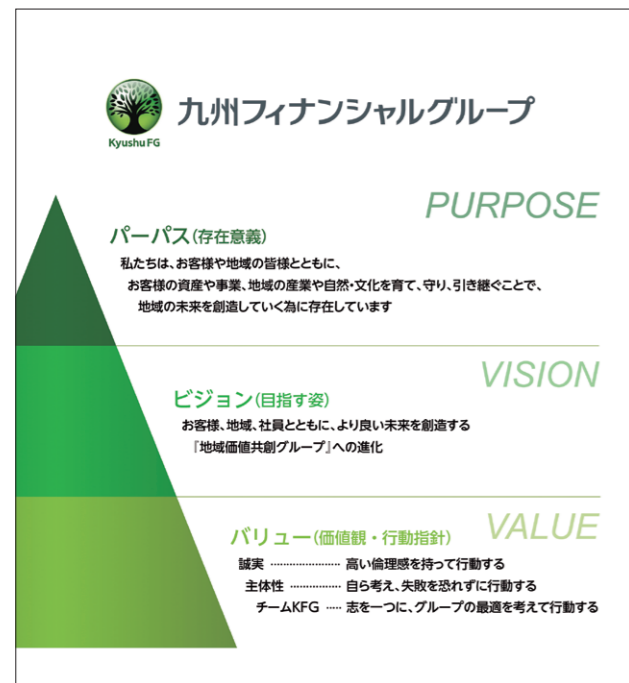 九州フィナンシャルグループ
Kyushu FG
PURPOSE
パーパス(存在意義)
私たちは、お客様や地域の皆様とともに、
お客様の資産や事業、地域の産業や自然・文化を育て、守り、引き継ぐことで、
地域の未来を創造していく為に存在しています
VISION
ビジョン(目指す姿)
お客様、地域、社員とともに、より良い未来を創造する
『地域価値共創グループ』への進化
VALUE
バリュー(価値観・行動指針)
誠実 ························ 高い倫理感を持って行動する
主体性 ················· 自ら考え、失敗を恐れずに行動する
チームKFG ····· 志を一つに、グループの最適を考えて行動する